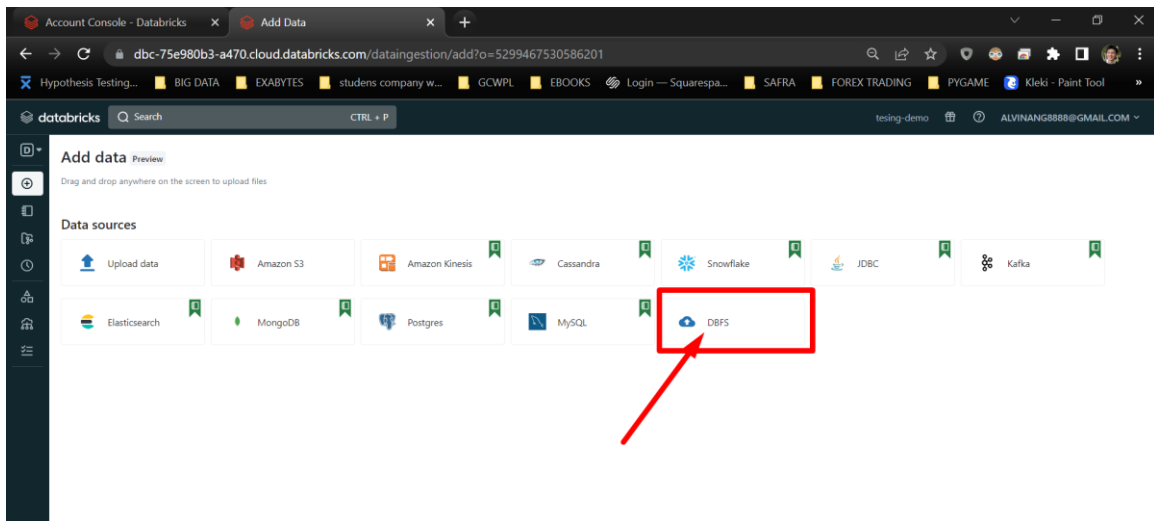 Account Console - Databricks
Add Data
dbc-75e980b3-a470.cloud.databricks.com/dataingestion/add?o=5299467530586201
Hypothesis Testing... BIG DATA EXABYTES studens company w... GCWPL EBOOKS Login — Squarespa... SAFRA FOREX TRADING PYGAME Kleki - Paint Tool »
databricks Search CTRL + P tesing-demo ALVINANG8888@GMAIL.COM
D
Add data Preview
Drag and drop anywhere on the screen to upload files
Data sources
Upload data Amazon S3 Amazon Kinesis Cassandra Snowflake JDBC Kafka
Elasticsearch MongoDB Postgres MySQL DBFS